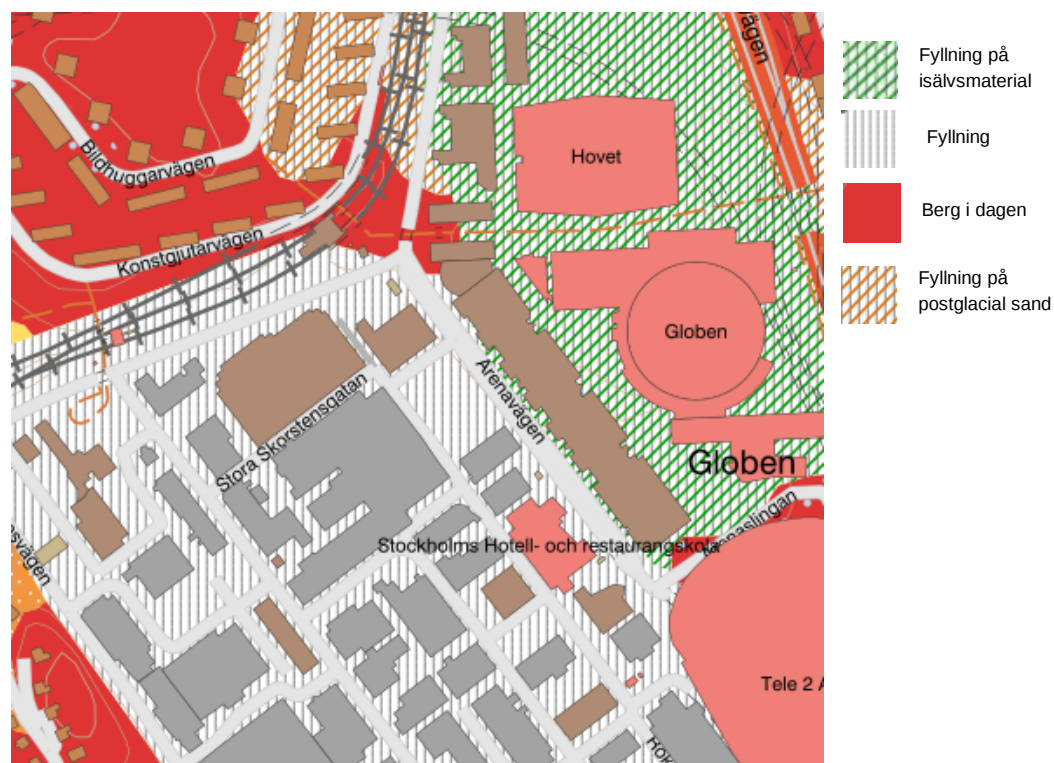 vägen
Bildhuggarvägen
Hovet
Konstgjutarvägen
Globen
Arenavägen
Stora Skorstensgatan
Globen
Stockholms Hotell- och restaurangskola
Tele 2 A
Fyllning på
isälvsmaterial
Fyllning
Berg i dagen
Fyllning på
postglacial sand